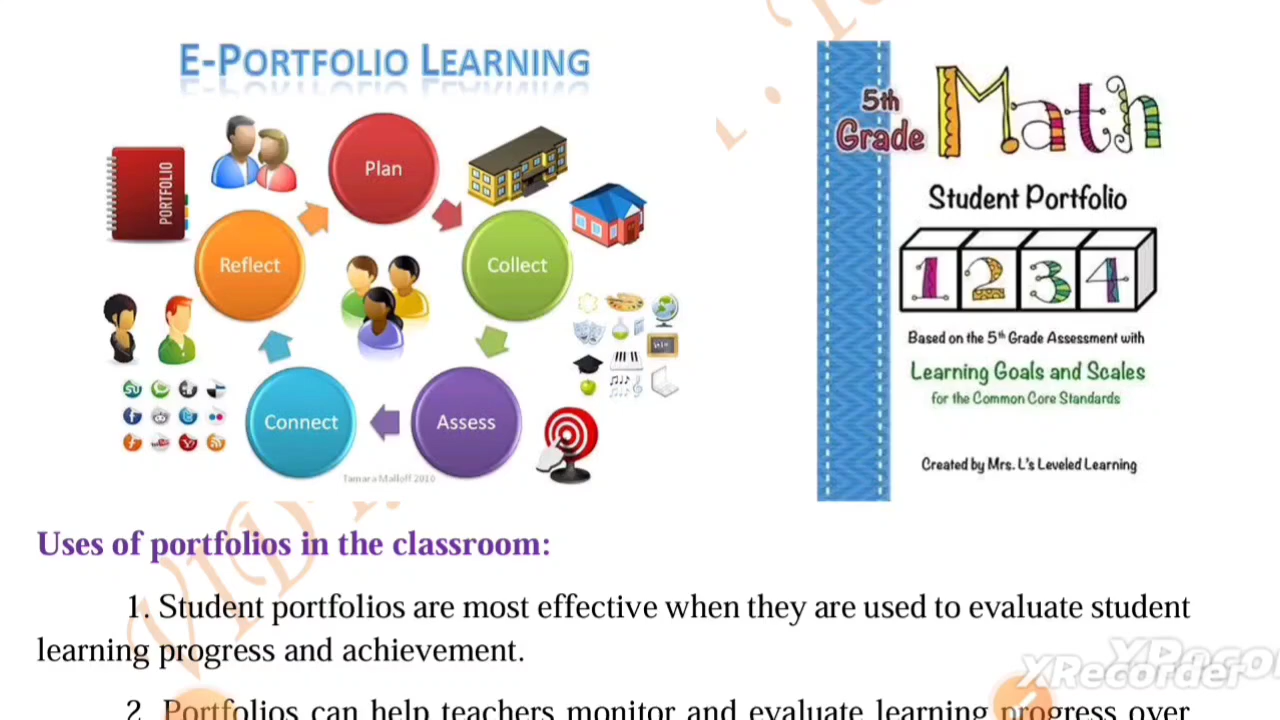 E-PORTFOLIO LEARNING
PORTFOLIO
Plan
Reflect
Collect
Connect
Assess
Tamara Malloff 2010
5th
Grade
Math
Student Portfolio
1 2 3 4
Based on the 5th Grade Assessment with
Learning Goals and Scales
for the Common Core Standards
Created by Mrs. L's Leveled Learning
Uses of portfolios in the classroom:
1. Student portfolios are most effective when they are used to evaluate student
learning progress and achievement.
2. Portfolios can help teachers monitor and evaluate learning progress over
XRecorder